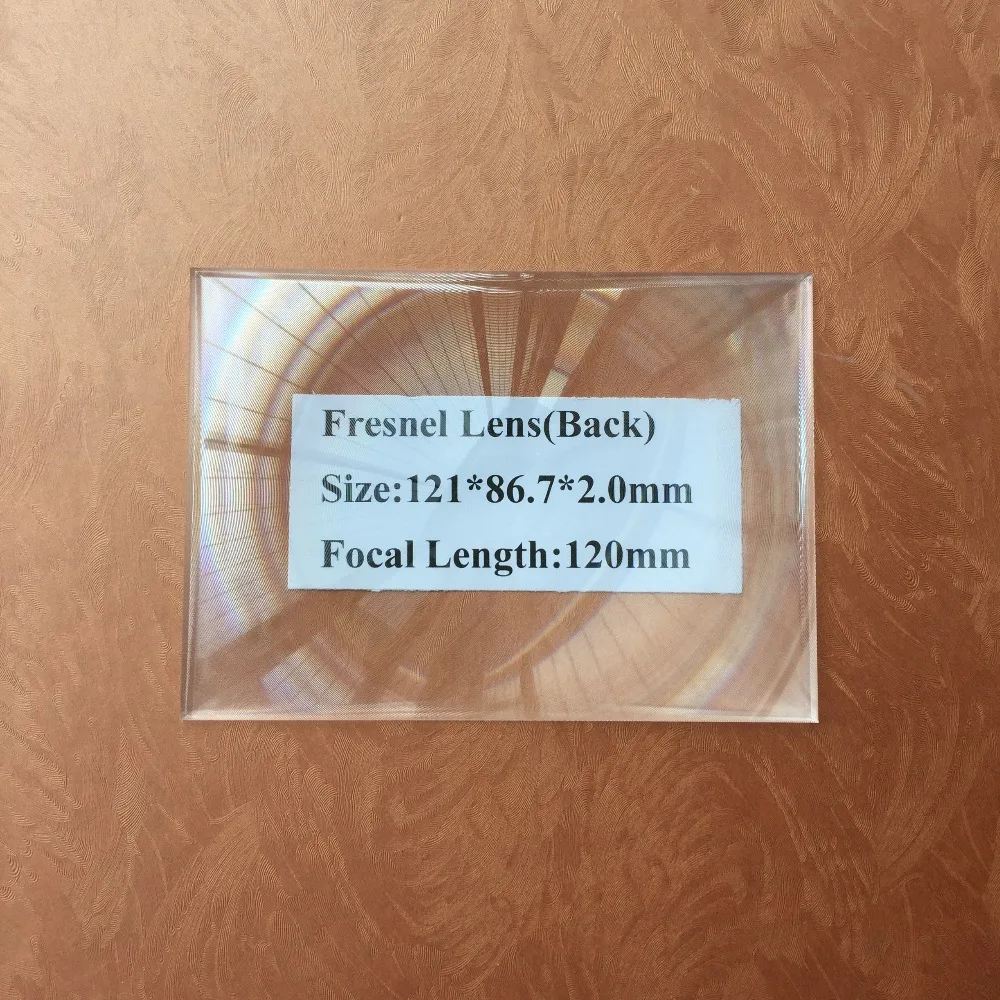 Fresnel Lens(Back)
Size:121*86.7*2.0mm
Focal Length:120mm